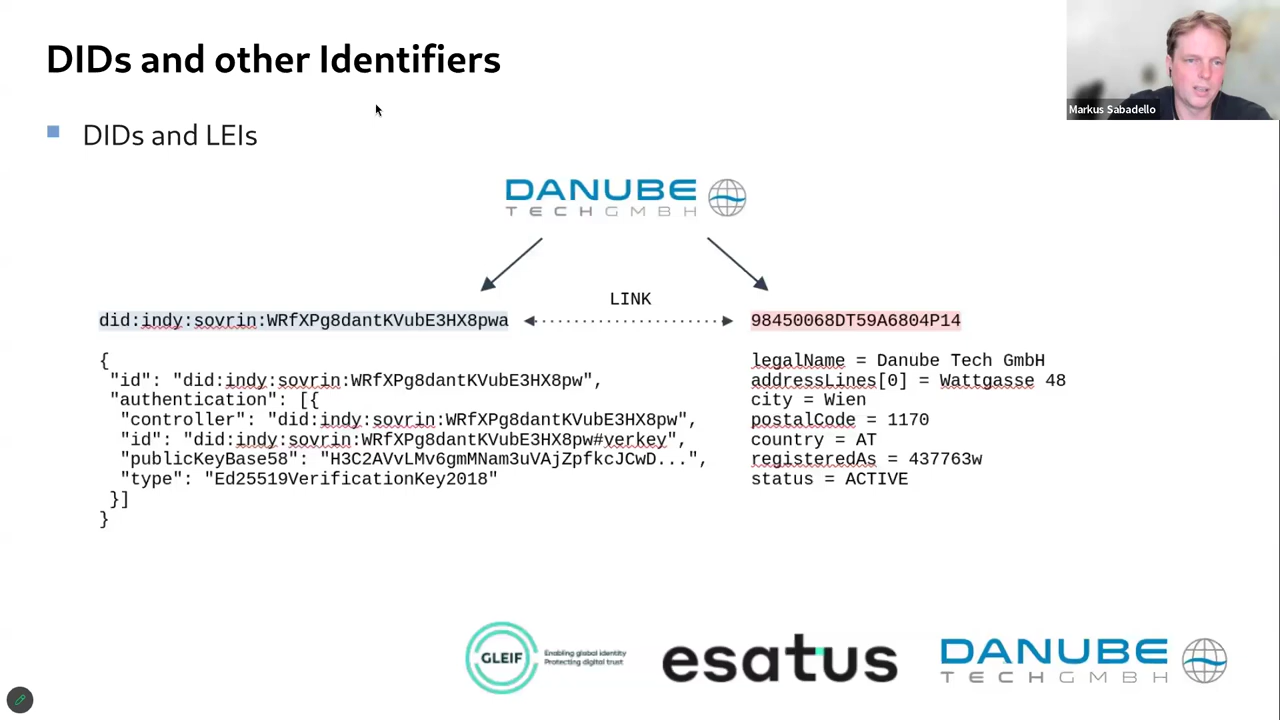 DIDs and other Identifiers
Markus Sabadello
DIDs and LEIs
DANUBE
TECHGMBH
LINK
did:indy:sovrin:WRfXPg8dantKVubE3HX8pwa
98450068DT59A6804P14
{
"id": "did:indy:sovrin:WRfXPg8dantKVubE3HX8pw",
"authentication": [{
"controller": "did:indy:sovrin:WRfXPg8dantKVubE3HX8pw",
"id": "did:indy:sovrin:WRfXPg8dantKVubE3HX8pw#verkey",
"publicKeyBase58": "H3C2AVvLMv6gmMNam3uVAjZpfkcJCwD...",
"type": "Ed25519VerificationKey2018"
}]
}
legalName = Danube Tech GmbH
addressLines[0] = Wattgasse 48
city = Wien
postalCode = 1170
country = AT
registeredAs = 437763w
status = ACTIVE
GLEIF
Enabling global identity
Protecting digital trust
esatus
DANUBE
TECHGMBH